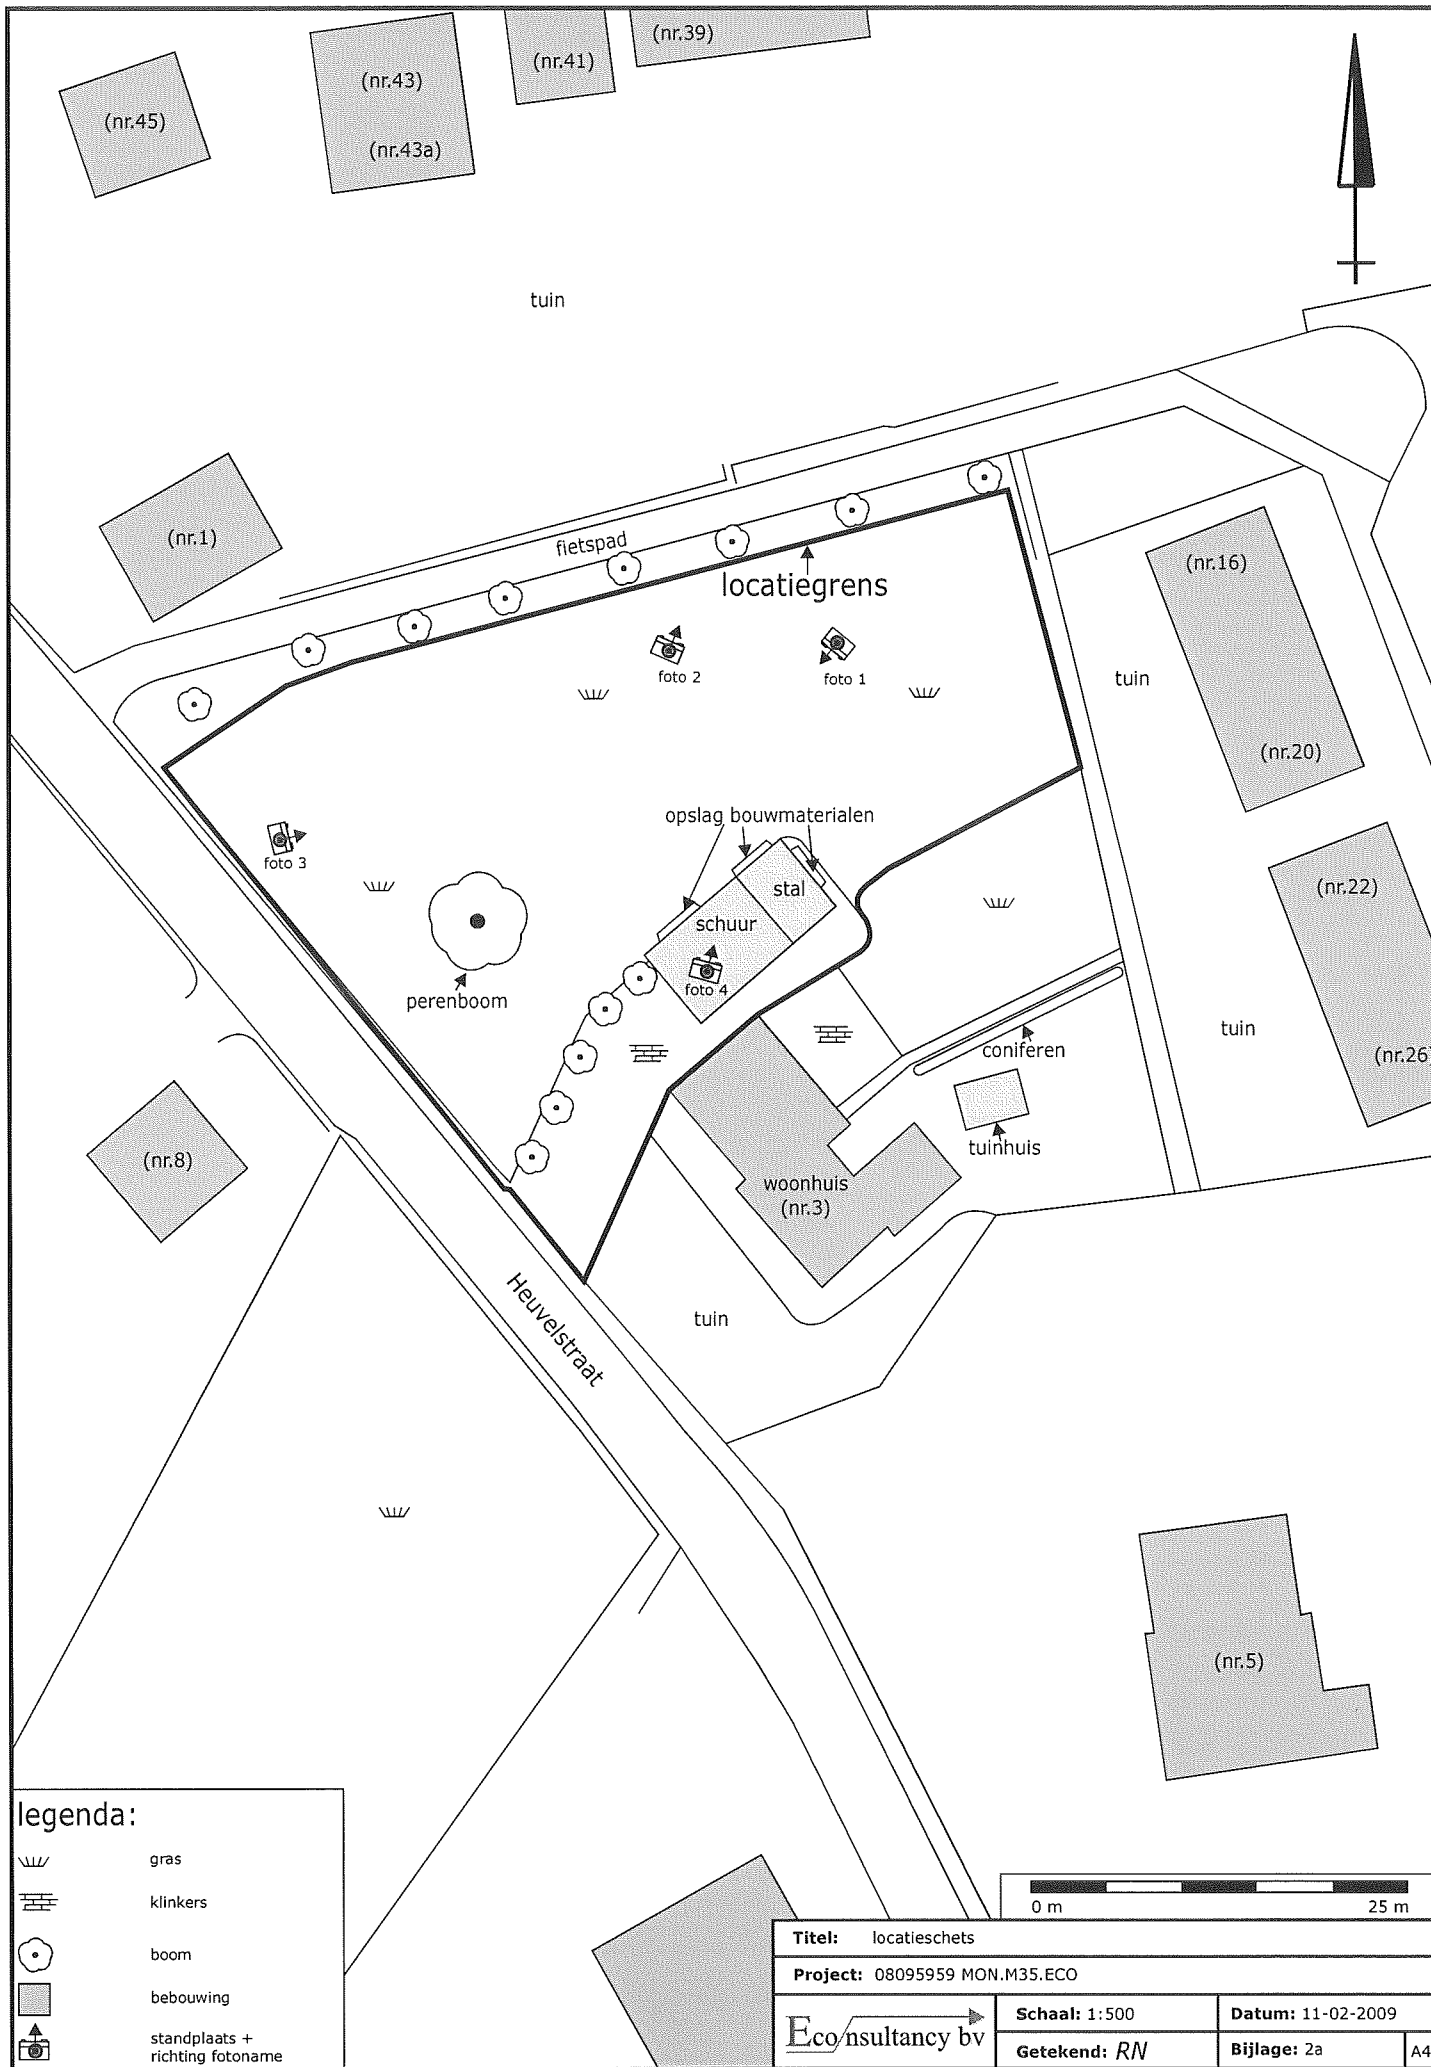 (nr.39)
(nr.41)
(nr.43)
(nr.45)
(nr.43a)
tuin
(nr.1)
fietspad
locatiegrens
(nr.16)
foto 2
foto 1
tuin
(nr.20)
opslag bouwmaterialen
foto 3
stal
(nr.22)
schuur
foto 4
perenboom
tuin
coniferen
(nr.26)
tuinhuis
(nr.8)
woonhuis
(nr.3)
tuin
Heuvelstraat
(nr.5)
legenda:
gras
klinkers
boom
bebouwing
standplaats +
richting fotoname
0 m 25 m
Titel: locatieschets
Project: 08095959 MON.M35.ECO
Econsultancy bv
Schaal: 1:500
Datum: 11-02-2009
Getekend: RN
Bijlage: 2a
A4